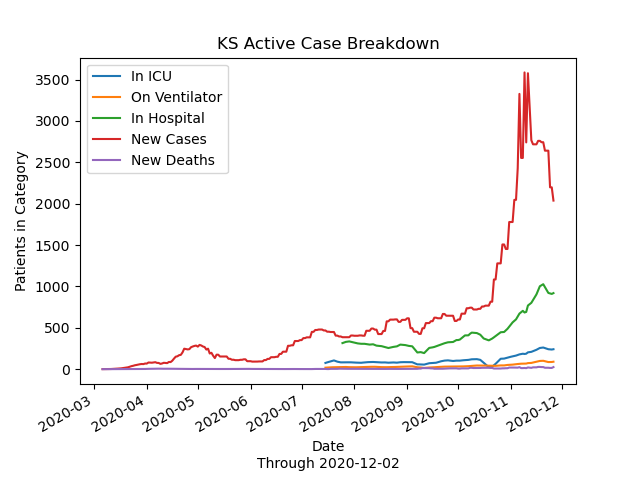 KS Active Case Breakdown
In ICU
On Ventilator
In Hospital
New Cases
New Deaths
Patients in Category
3500
3000
2500
2000
1500
1000
500
0
2020-03
2020-04
2020-05
2020-06
2020-07
2020-08
2020-09
2020-10
2020-11
2020-12
Date
Through 2020-12-02